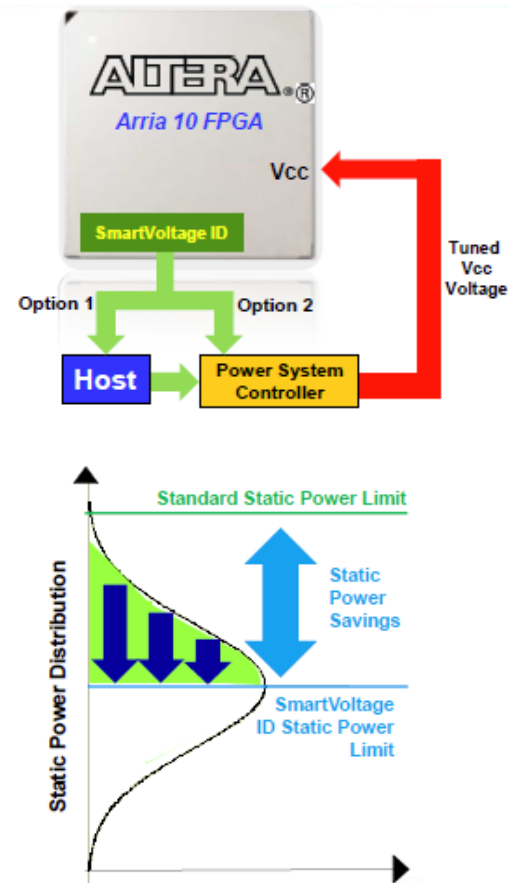 ALTERA®
Arria 10 FPGA
Vcc
SmartVoltage ID
Option 1
Option 2
Tuned
Vcc
Voltage
Host
Power System
Controller
Standard Static Power Limit
Static
Power
Savings
SmartVoltage
ID Static Power
Limit
Static Power Distribution